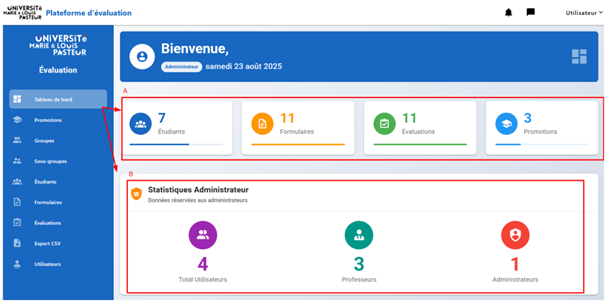 UNIVERSITE
MARIE & LOUIS
PASTEUR
Plateforme d'évaluation
Utilisateur
UNIVERSITE
MARIE & LOUIS
PASTEUR
Évaluation
Tableau de bord
Promotions
Groupes
Sous-groupes
Étudiants
Formulaires
Évaluations
Export CSV
Utilisateurs
Bienvenue,
Administrateur samedi 23 août 2025
A
7
Étudiants
11
Formulaires
11
Évaluations
3
Promotions
B
Statistiques Administrateur
Données réservées aux administrateurs
4
Total Utilisateurs
3
Professeurs
1
Administrateurs